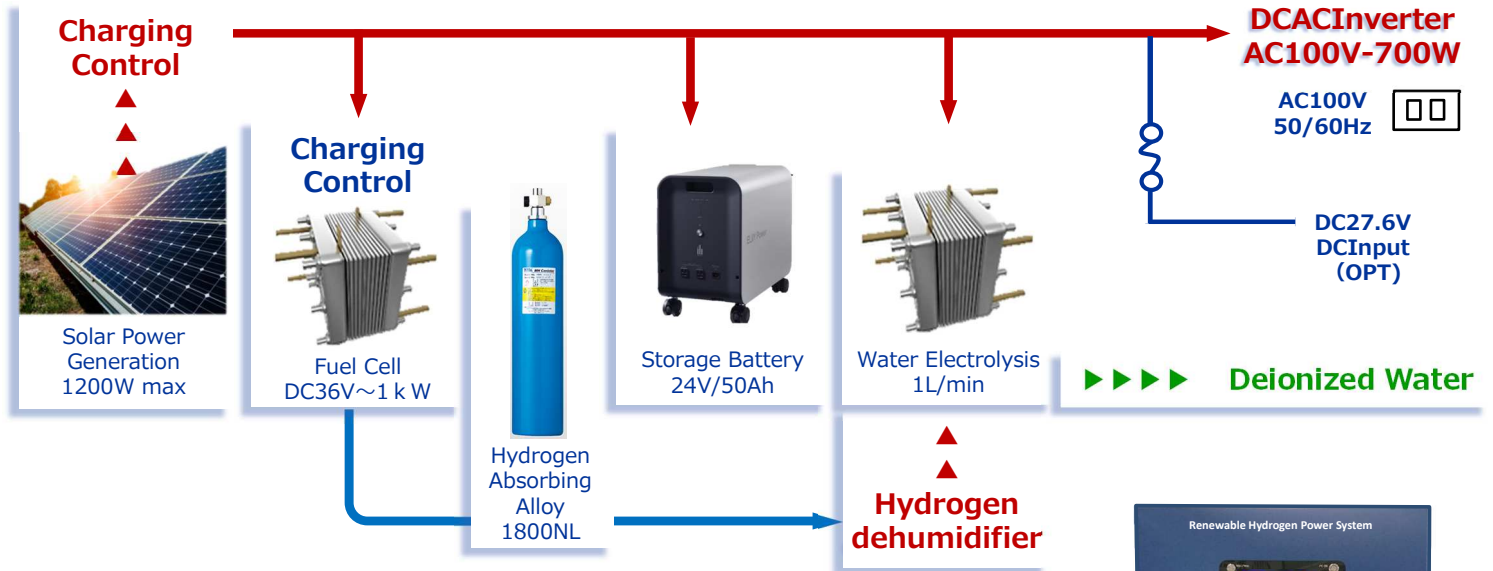 Charging
Control
Solar Power
Generation
1200W max
Charging
Control
Fuel Cell
DC36V～1ｋW
Hydrogen
Absorbing
Alloy
1800NL
Storage Battery
24V/50Ah
Water Electrolysis
1L/min
Hydrogen
dehumidifier
DCACInverter
AC100V-700W
AC100V
50/60Hz
DC27.6V
DCInput
（OPT）
Deionized Water
Renewable Hydrogen Power System